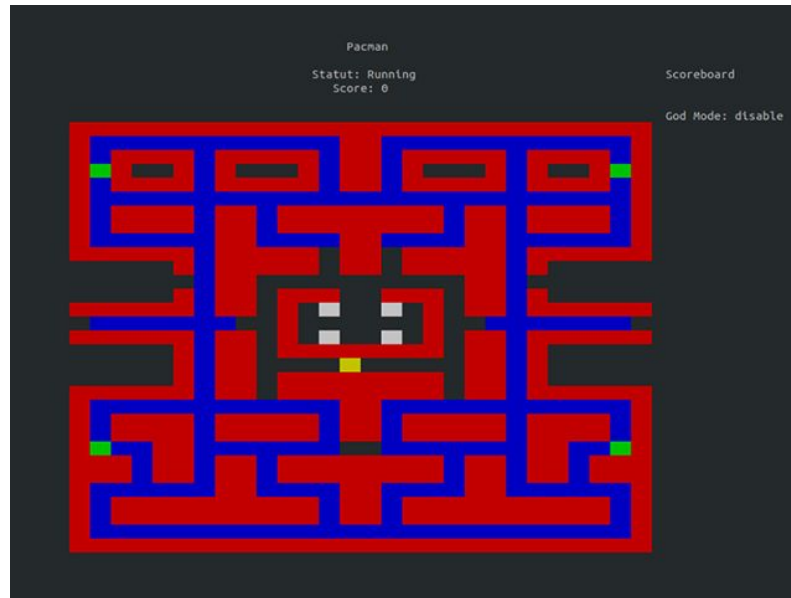 Pacman
Statut: Running
Score: 0
Scoreboard
God Mode: disable